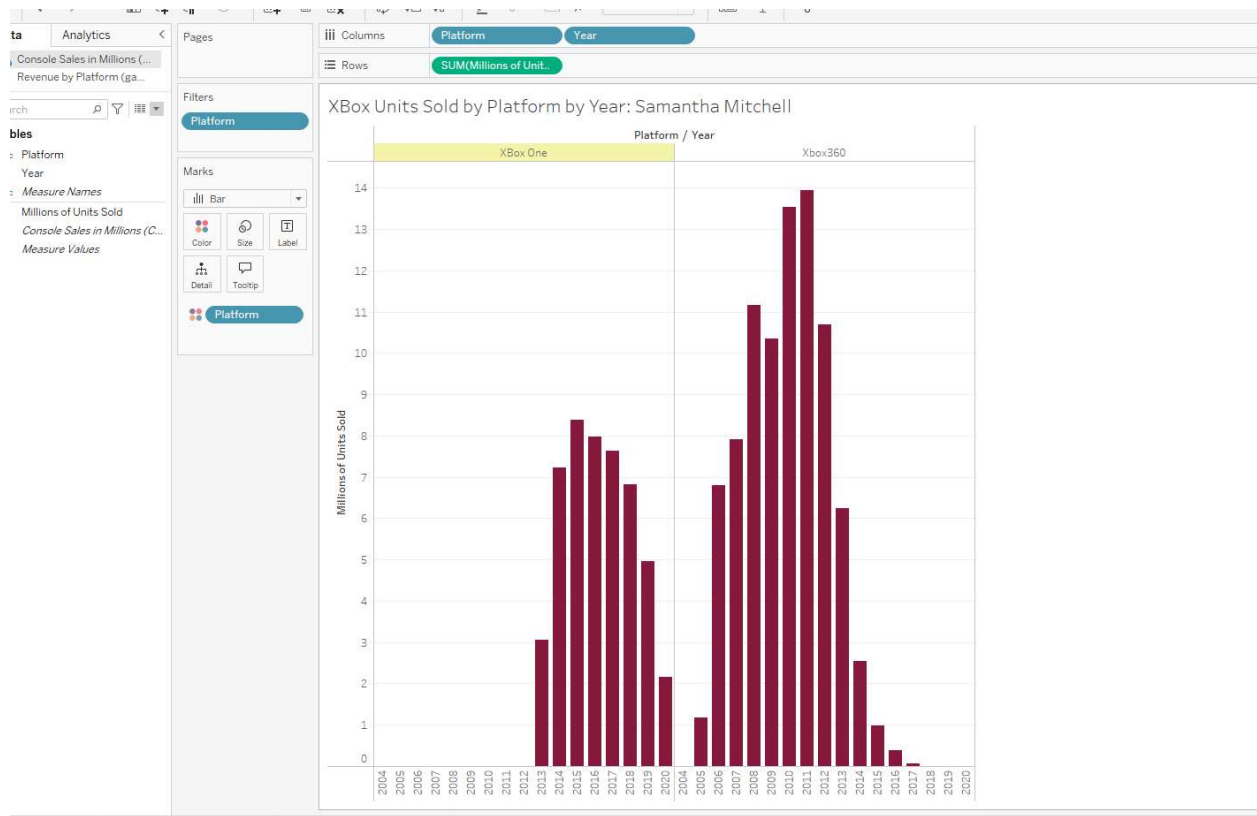 ta Analytics <
Console Sales in Millions (...
Revenue by Platform (ga...
arch
bles
Platform
Year
Measure Names
Millions of Units Sold
Console Sales in Millions (C...
Measure Values
Pages
Filters
Platform
Marks
Bar
Color Size Label
Detail Tooltip
Platform
iii Columns Platform Year
Rows SUM(Millions of Unit..
XBox Units Sold by Platform by Year: Samantha Mitchell
Platform / Year
XBox One Xbox360
Millions of Units Sold
14
13
12
11
10
9
8
7
6
5
4
3
2
1
0
2004 2005 2006 2007 2008 2009 2010 2011 2012 2013 2014 2015 2016 2017 2018 2019 2020 2004 2005 2006 2007 2008 2009 2010 2011 2012 2013 2014 2015 2016 2017 2018 2019 2020